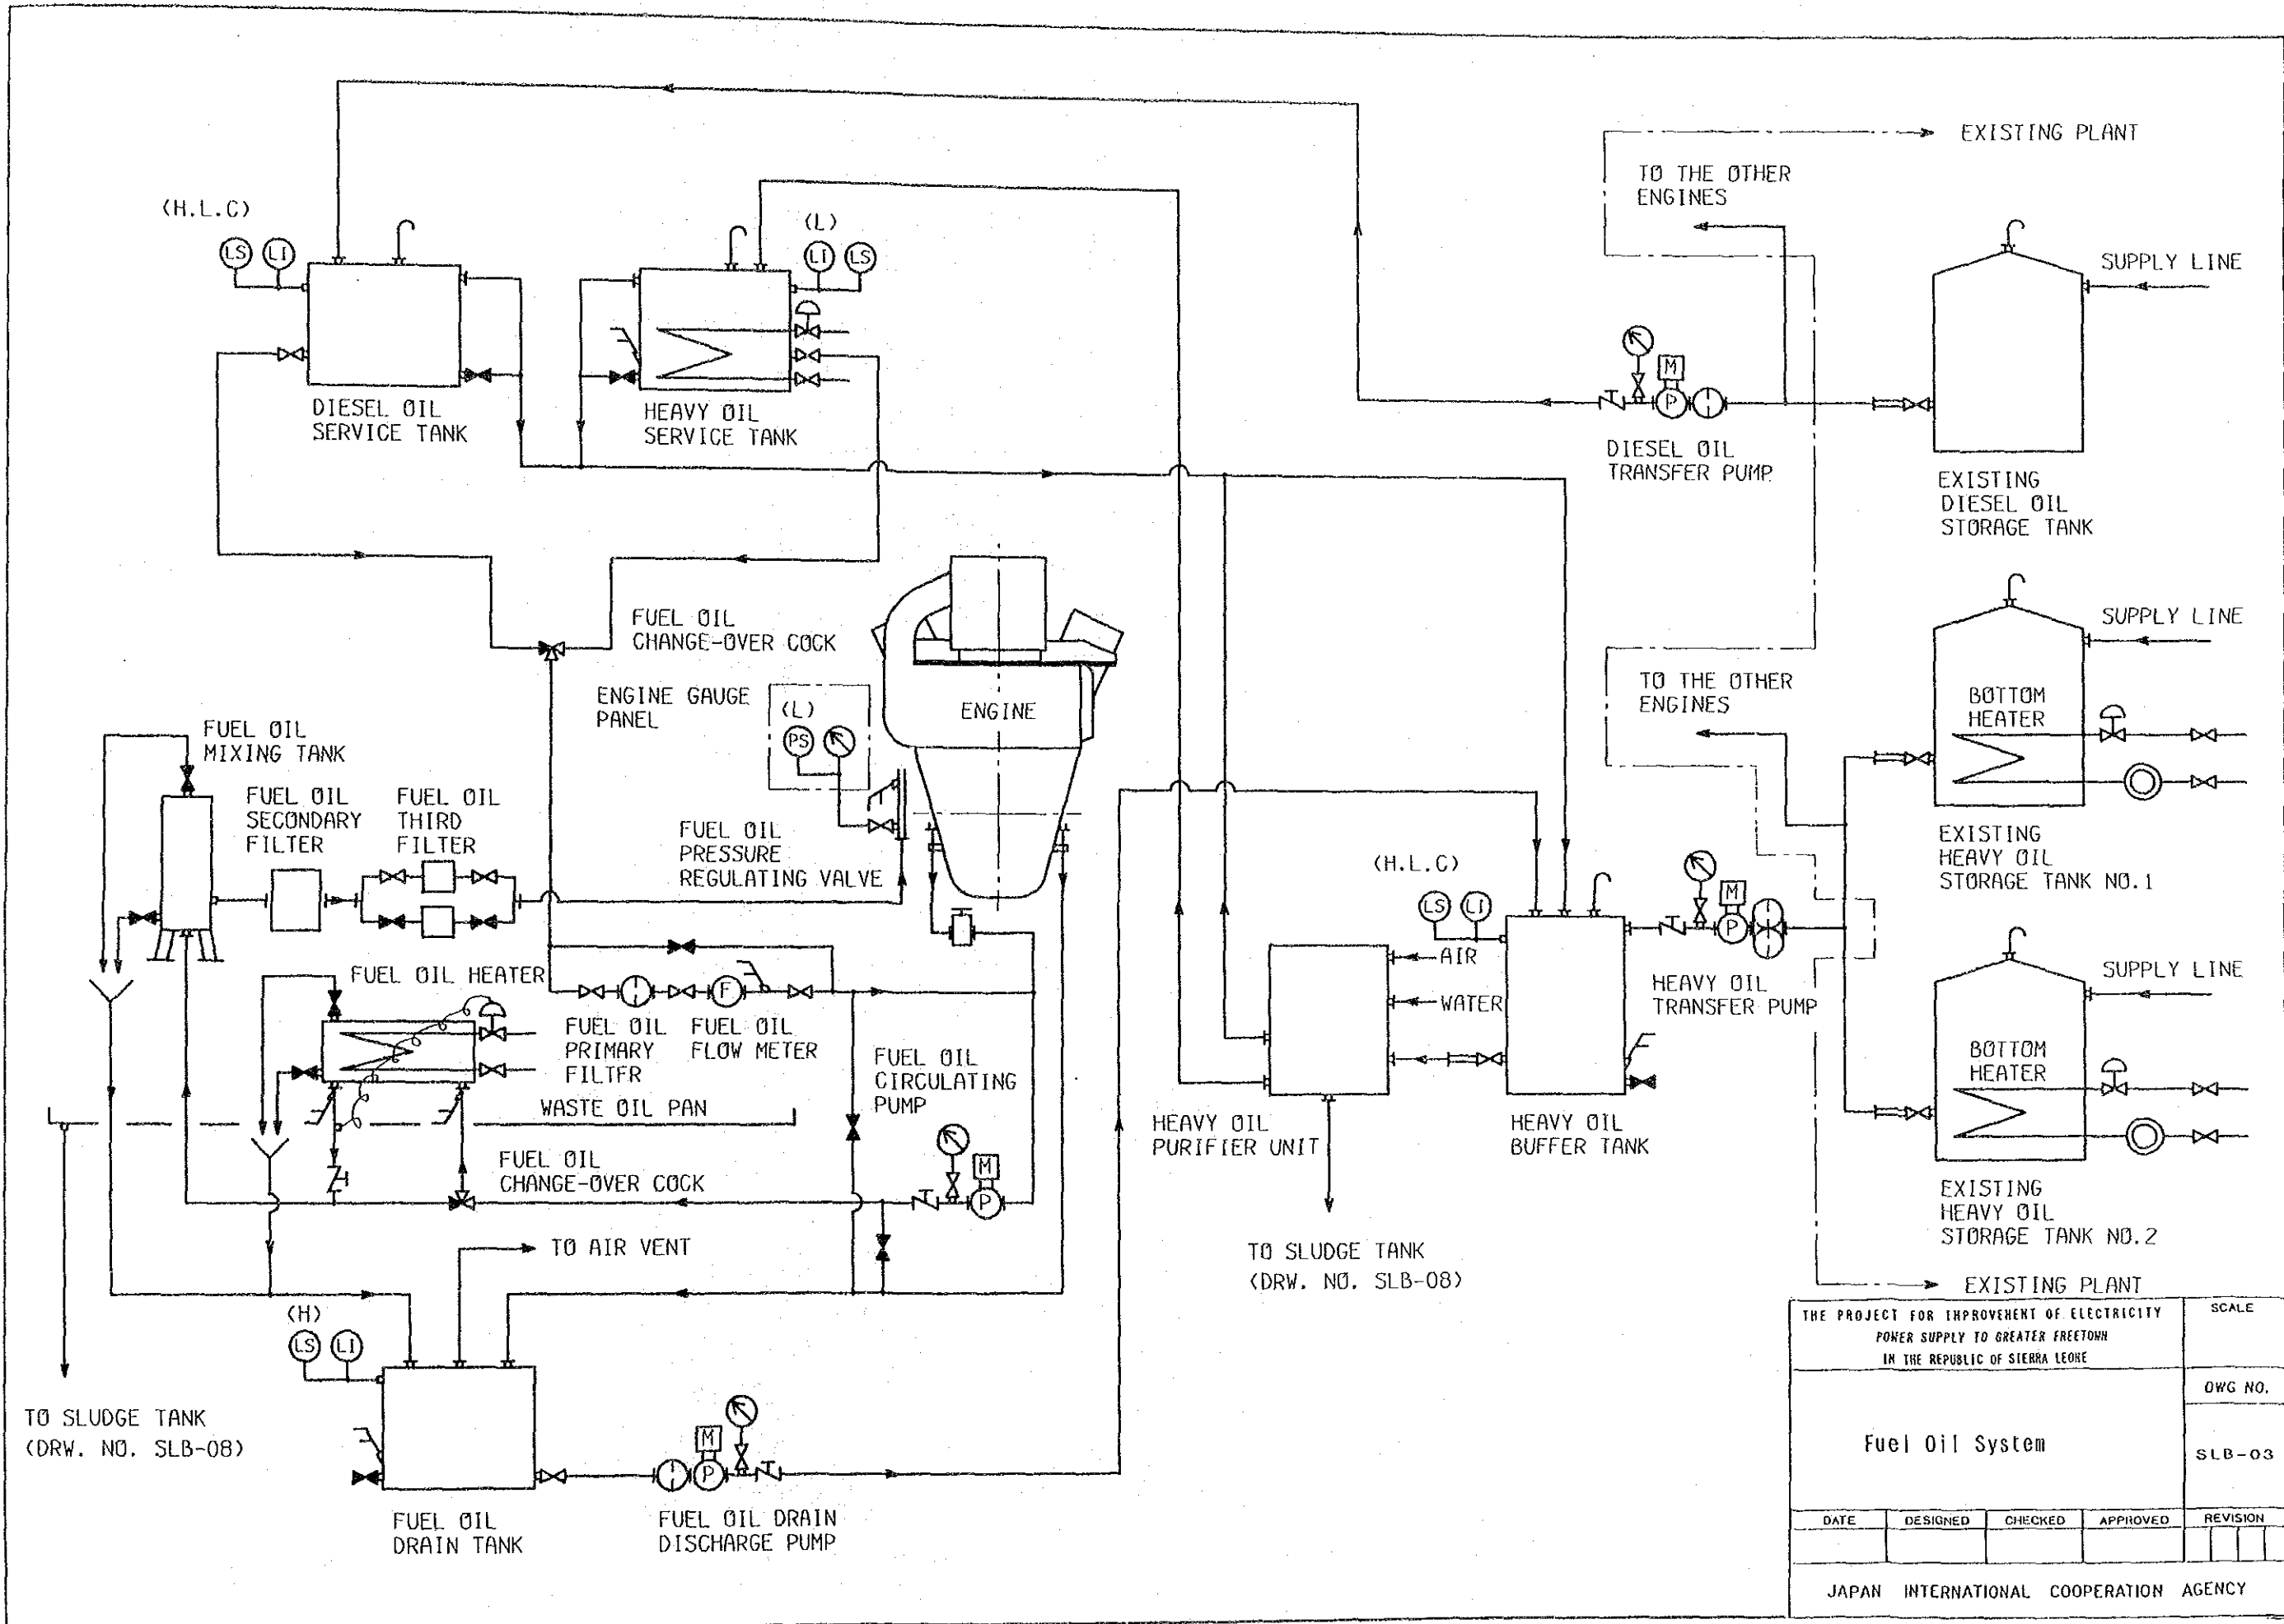 EXISTING PLANT
TO THE OTHER
ENGINES
(H.L.C)
LS
LI
(L)
LI
LS
SUPPLY LINE
M
P
DIESEL OIL
SERVICE TANK
HEAVY OIL
SERVICE TANK
DIESEL OIL
TRANSFER PUMP
EXISTING
DIESEL OIL
STORAGE TANK
FUEL OIL
CHANGE-OVER COCK
SUPPLY LINE
ENGINE GAUGE
PANEL
(L)
PS
ENGINE
TO THE OTHER
ENGINES
BOTTOM
HEATER
FUEL OIL
MIXING TANK
FUEL OIL
SECONDARY
FILTER
FUEL OIL
THIRD
FILTER
FUEL OIL
PRESSURE
REGULATING VALVE
EXISTING
HEAVY OIL
STORAGE TANK NO.1
(H.L.C)
LS
LI
M
P
AIR
WATER
HEAVY OIL
TRANSFER PUMP
SUPPLY LINE
FUEL OIL HEATER
F
FUEL OIL
PRIMARY
FILTER
FUEL OIL
FLOW METER
FUEL OIL
CIRCULATING
PUMP
BOTTOM
HEATER
WASTE OIL PAN
HEAVY OIL
PURIFIER UNIT
HEAVY OIL
BUFFER TANK
FUEL OIL
CHANGE-OVER COCK
M
P
EXISTING
HEAVY OIL
STORAGE TANK NO.2
TO AIR VENT
TO SLUDGE TANK
(DRW. NO. SLB-08)
EXISTING PLANT
(H)
LS
LI
TO SLUDGE TANK
(DRW. NO. SLB-08)
M
P
FUEL OIL
DRAIN TANK
FUEL OIL DRAIN
DISCHARGE PUMP
THE PROJECT FOR IMPROVEMENT OF ELECTRICITY
POWER SUPPLY TO GREATER FREETOWN
IN THE REPUBLIC OF SIERRA LEONE
SCALE
DWG NO.
Fuel Oil System
SLB-03
DATE
DESIGNED
CHECKED
APPROVED
REVISION
JAPAN INTERNATIONAL COOPERATION AGENCY